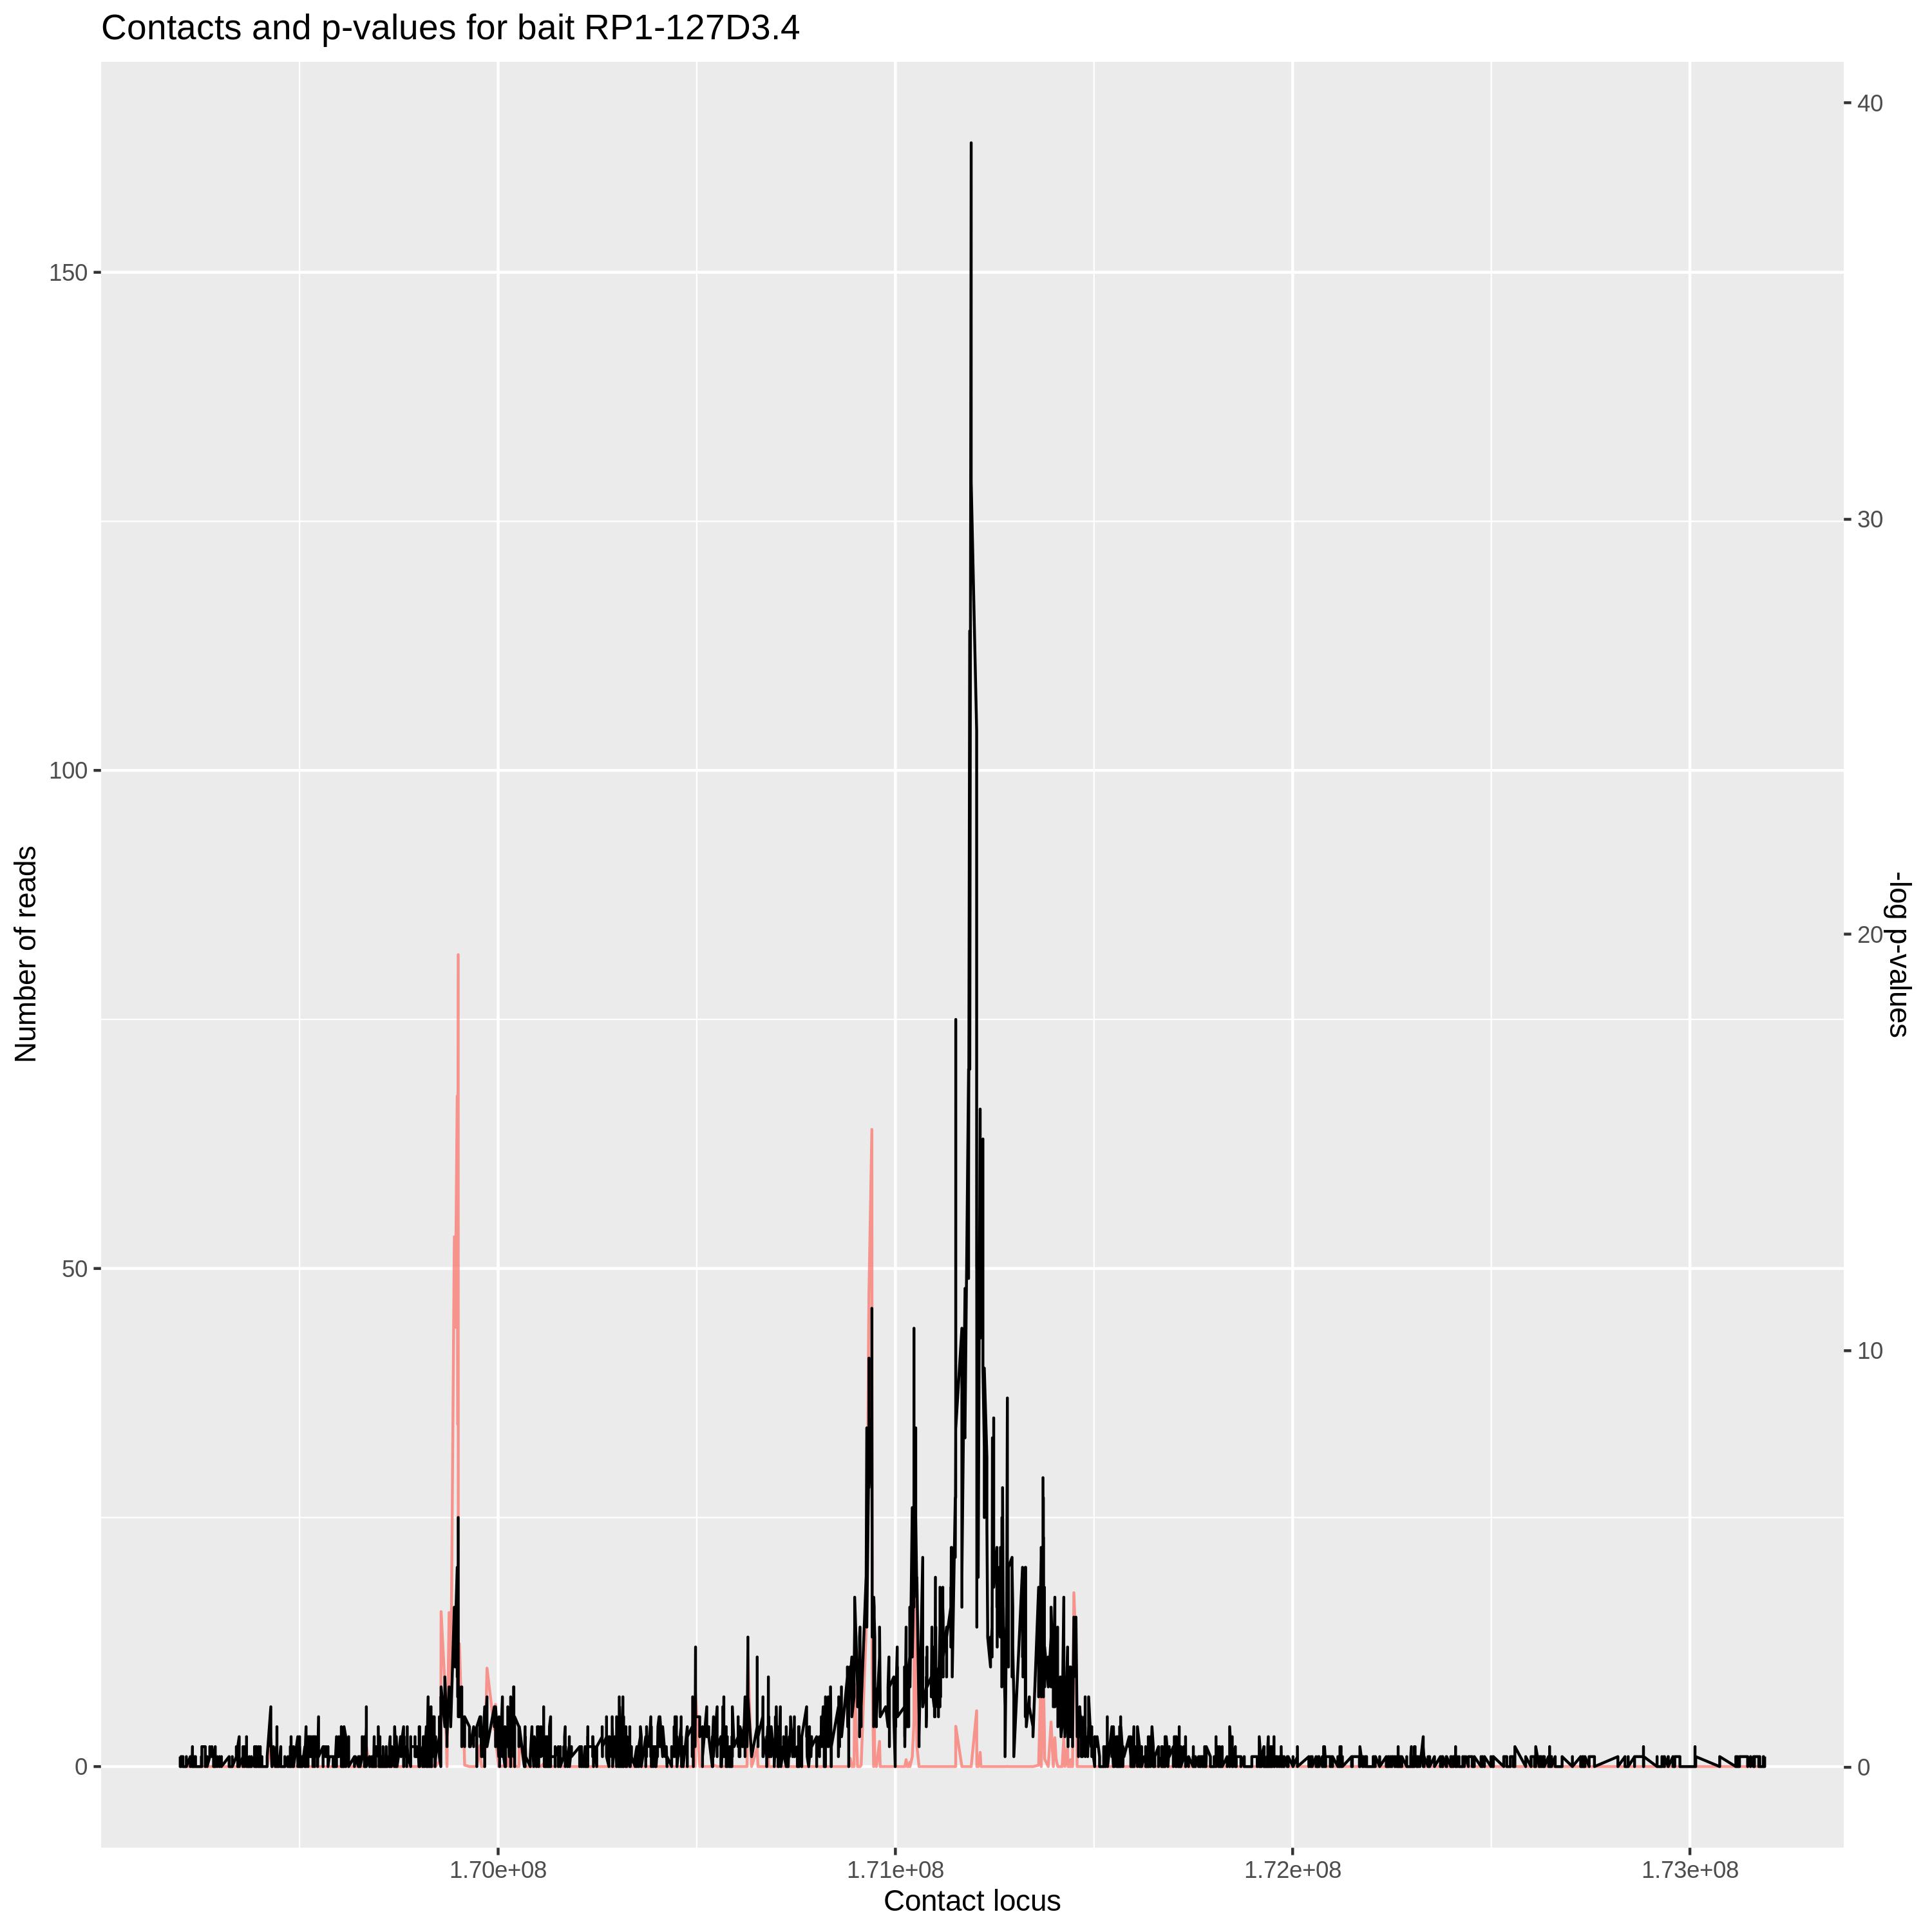 Contacts and p-values for bait RP1-127D3.4
150
100
50
0
Number of reads
40
30
20
10
0
-log p-values
1.70e+08
1.71e+08
1.72e+08
1.73e+08
Contact locus